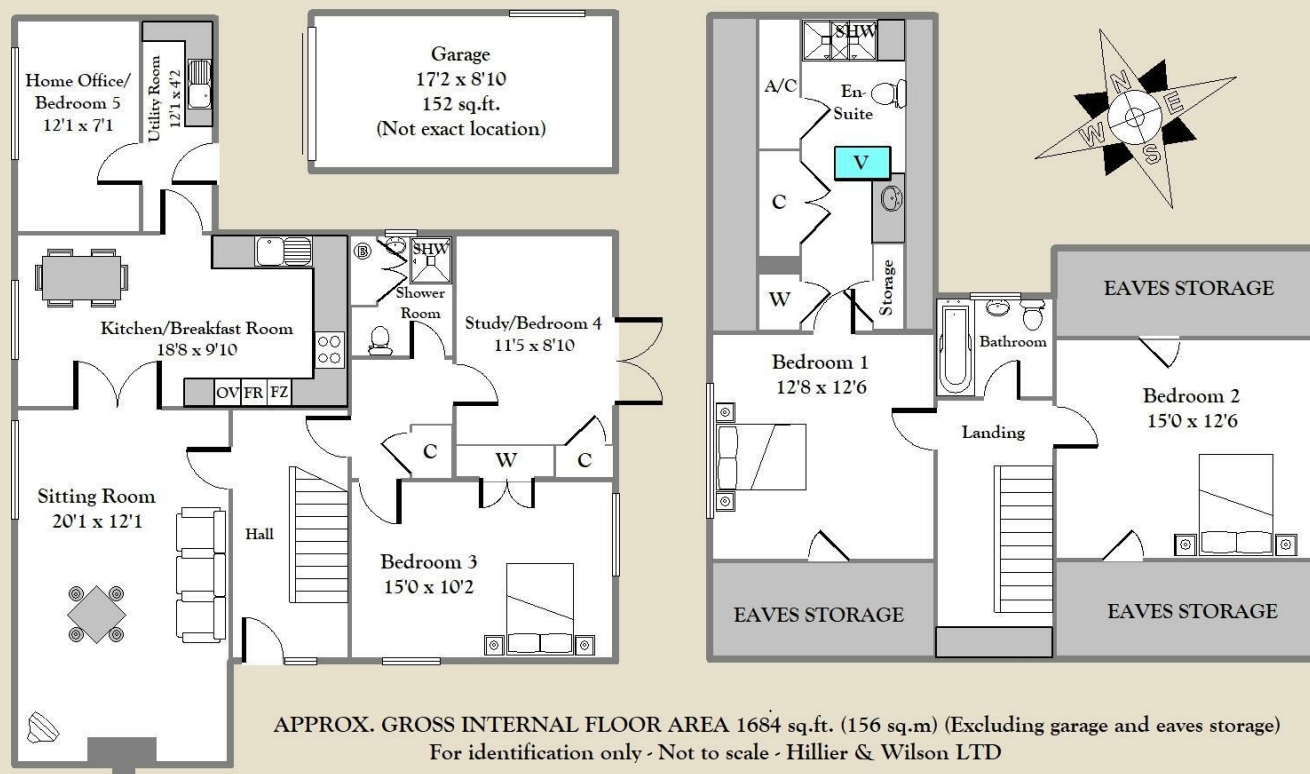 Home Office/
Bedroom 5
12'1 x 7'1
Utility Room
12'1 x 4'2
Garage
17'2 x 8'10
152 sq.ft.
(Not exact location)
Kitchen/Breakfast Room
18'8 x 9'10
OV
FR
FZ
B
SHW
Shower
Room
Study/Bedroom 4
11'5 x 8'10
C
W
C
Sitting Room
20'1 x 12'1
Hall
Bedroom 3
15'0 x 10'2
SHW
A/C
En-
Suite
V
C
W
Storage
N
E
S
W
Bedroom 1
12'8 x 12'6
Bathroom
Landing
EAVES STORAGE
Bedroom 2
15'0 x 12'6
EAVES STORAGE
EAVES STORAGE
APPROX. GROSS INTERNAL FLOOR AREA 1684 sq.ft. (156 sq.m) (Excluding garage and eaves storage)
For identification only - Not to scale - Hillier & Wilson LTD